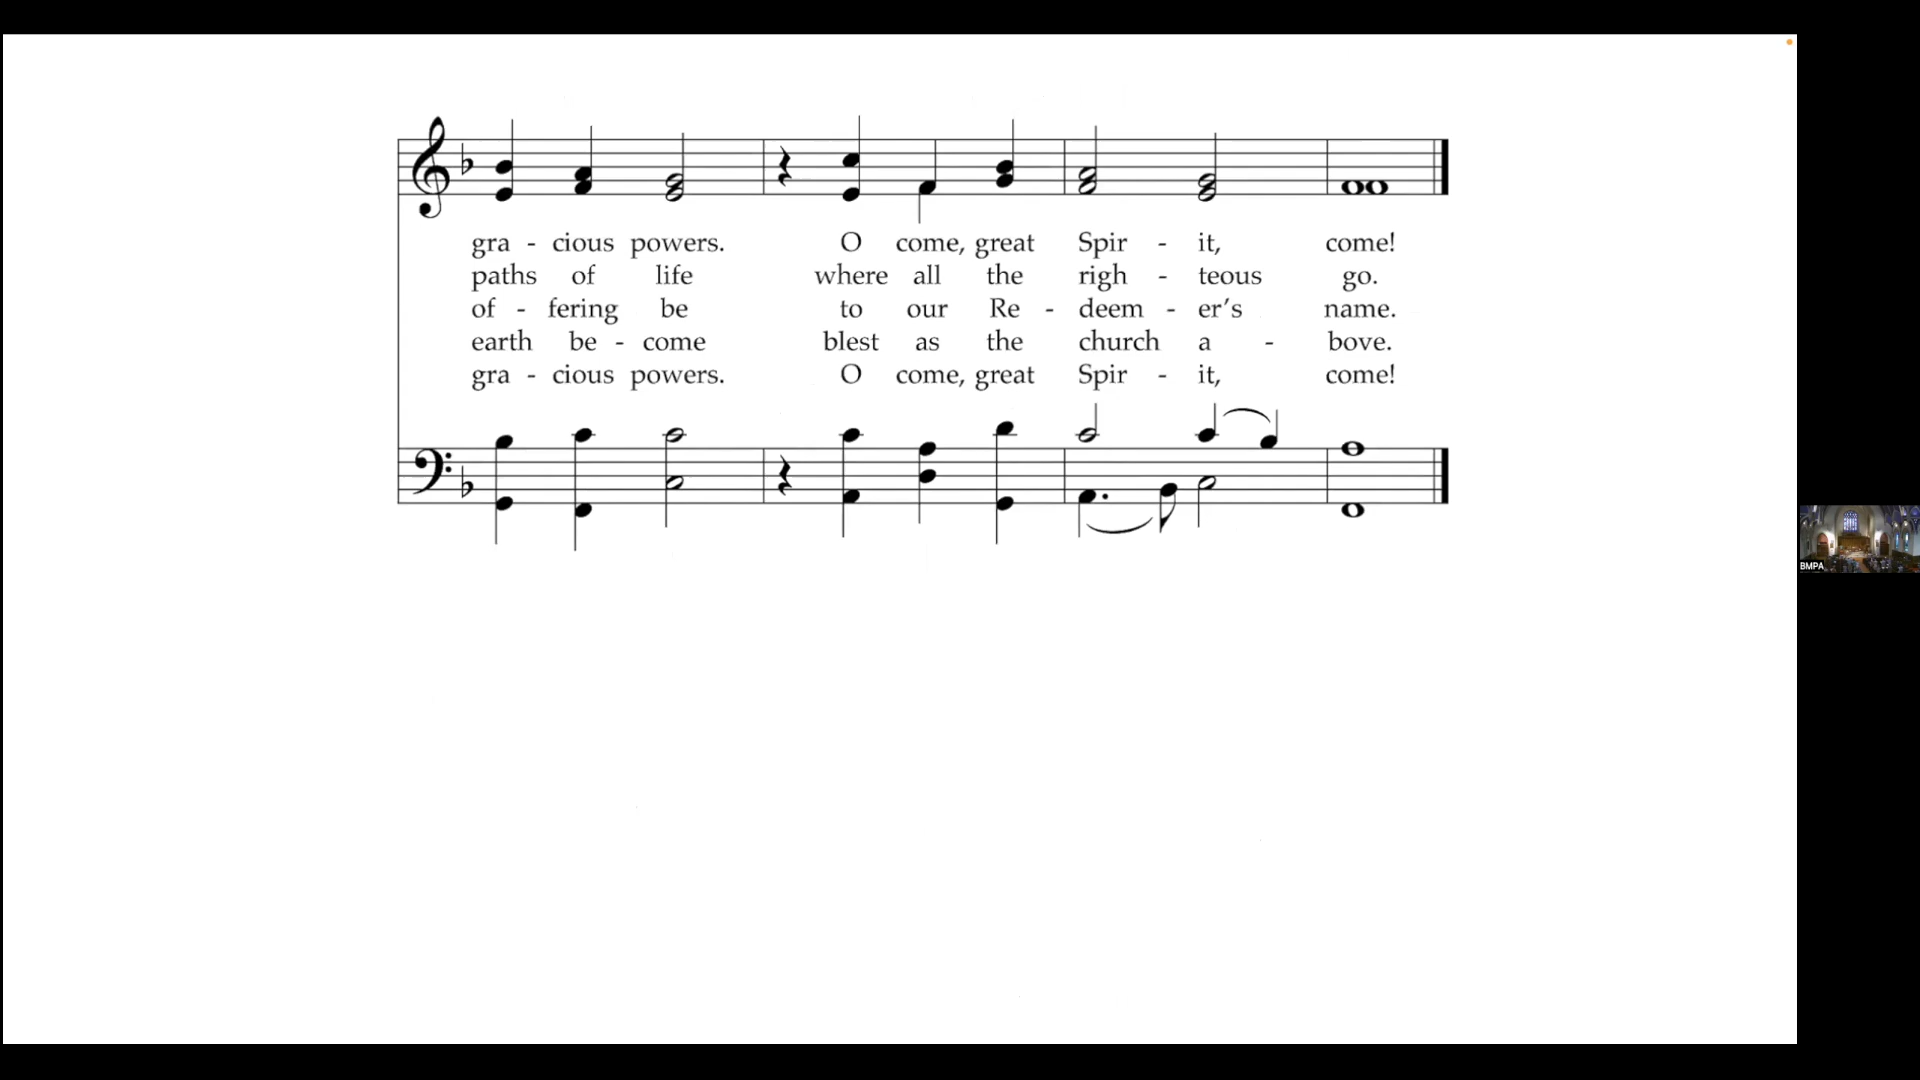 gra - cious powers. O come, great Spir - it, come!
paths of life where all the righ - teous go.
of - fering be to our Re - deem - er’s name.
earth be - come blest as the church a - bove.
gra - cious powers. O come, great Spir - it, come!
BMPA